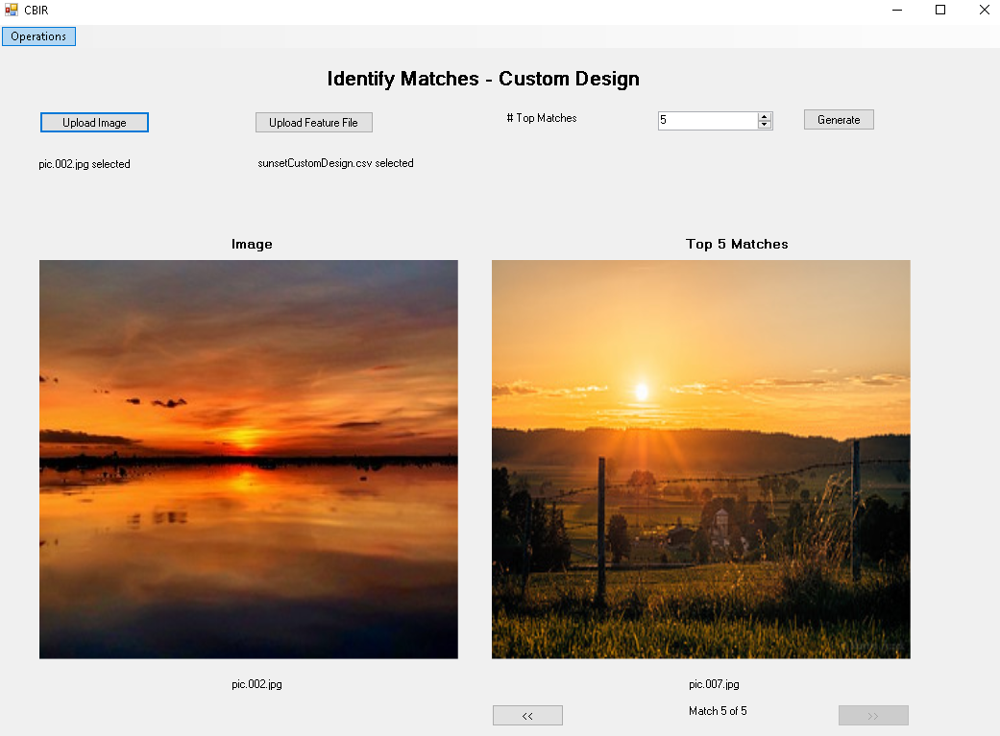 CBIR
Operations
Identify Matches - Custom Design
Upload Image
Upload Feature File
# Top Matches
5
Generate
pic.002.jpg selected
sunsetCustomDesign.csv selected
Image
Top 5 Matches
pic.002.jpg
pic.007.jpg
<<
Match 5 of 5
>>